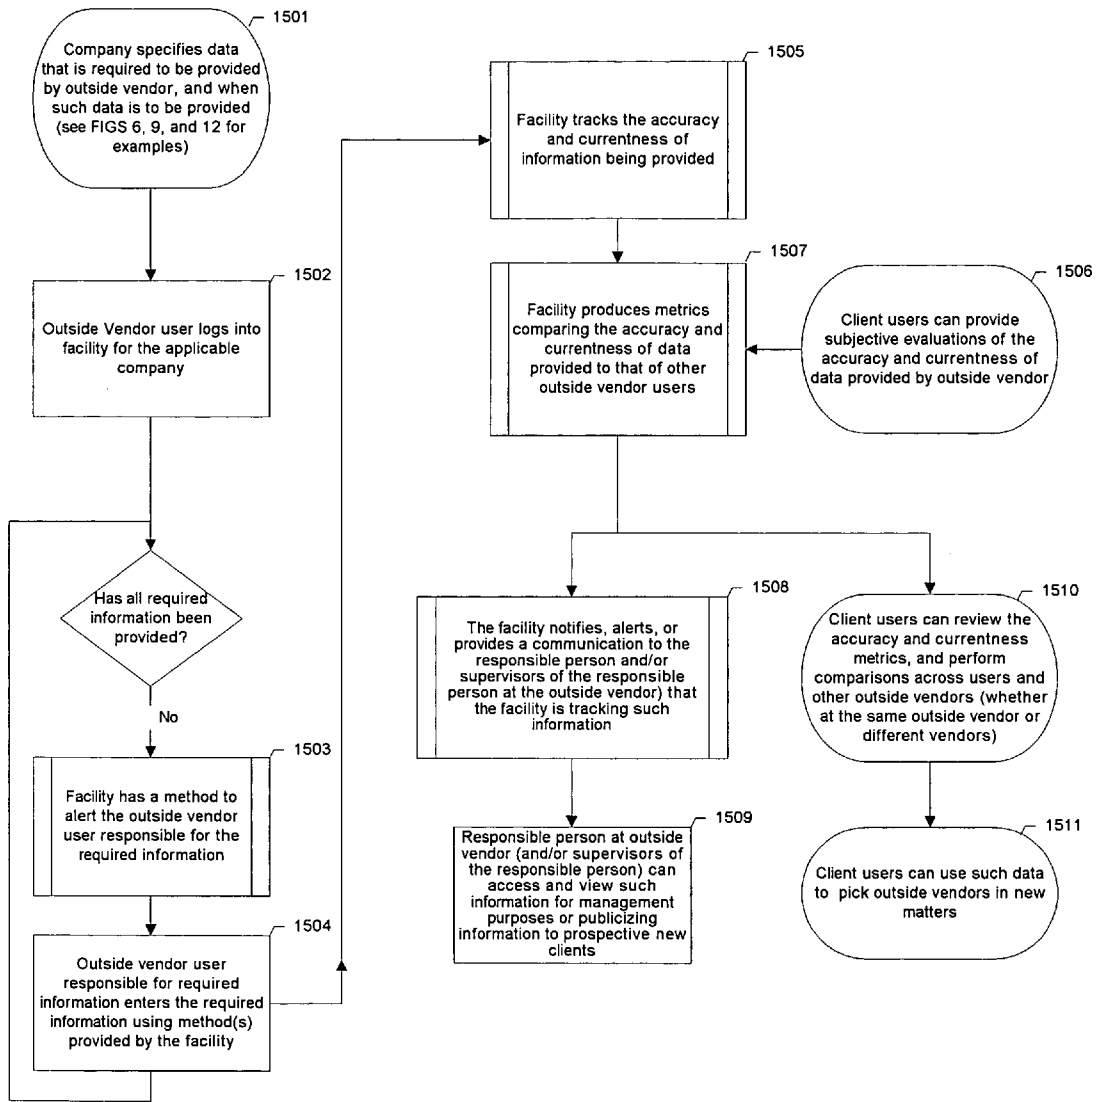 1501
Company specifies data
that is required to be provided
by outside vendor, and when
such data is to be provided
(see FIGS 6, 9, and 12 for
examples)
1502
Outside Vendor user logs into
facility for the applicable
company
Has all required
information been
provided?
No
1503
Facility has a method to
alert the outside vendor
user responsible for the
required information
1504
Outside vendor user
responsible for required
information enters the required
information using method(s)
provided by the facility
1505
Facility tracks the accuracy
and currentness of
information being provided
1507
Facility produces metrics
comparing the accuracy and
currentness of data
provided to that of other
outside vendor users
1506
Client users can provide
subjective evaluations of the
accuracy and currentness of
data provided by outside vendor
1508
The facility notifies, alerts, or
provides a communication to the
responsible person and/or
supervisors of the responsible
person at the outside vendor) that
the facility is tracking such
information
1509
Responsible person at outside
vendor (and/or supervisors of
the responsible person) can
access and view such
information for management
purposes or publicizing
information to prospective new
clients
1510
Client users can review the
accuracy and currentness
metrics, and perform
comparisons across users and
other outside vendors (whether
at the same outside vendor or
different vendors)
1511
Client users can use such data
to pick outside vendors in new
matters